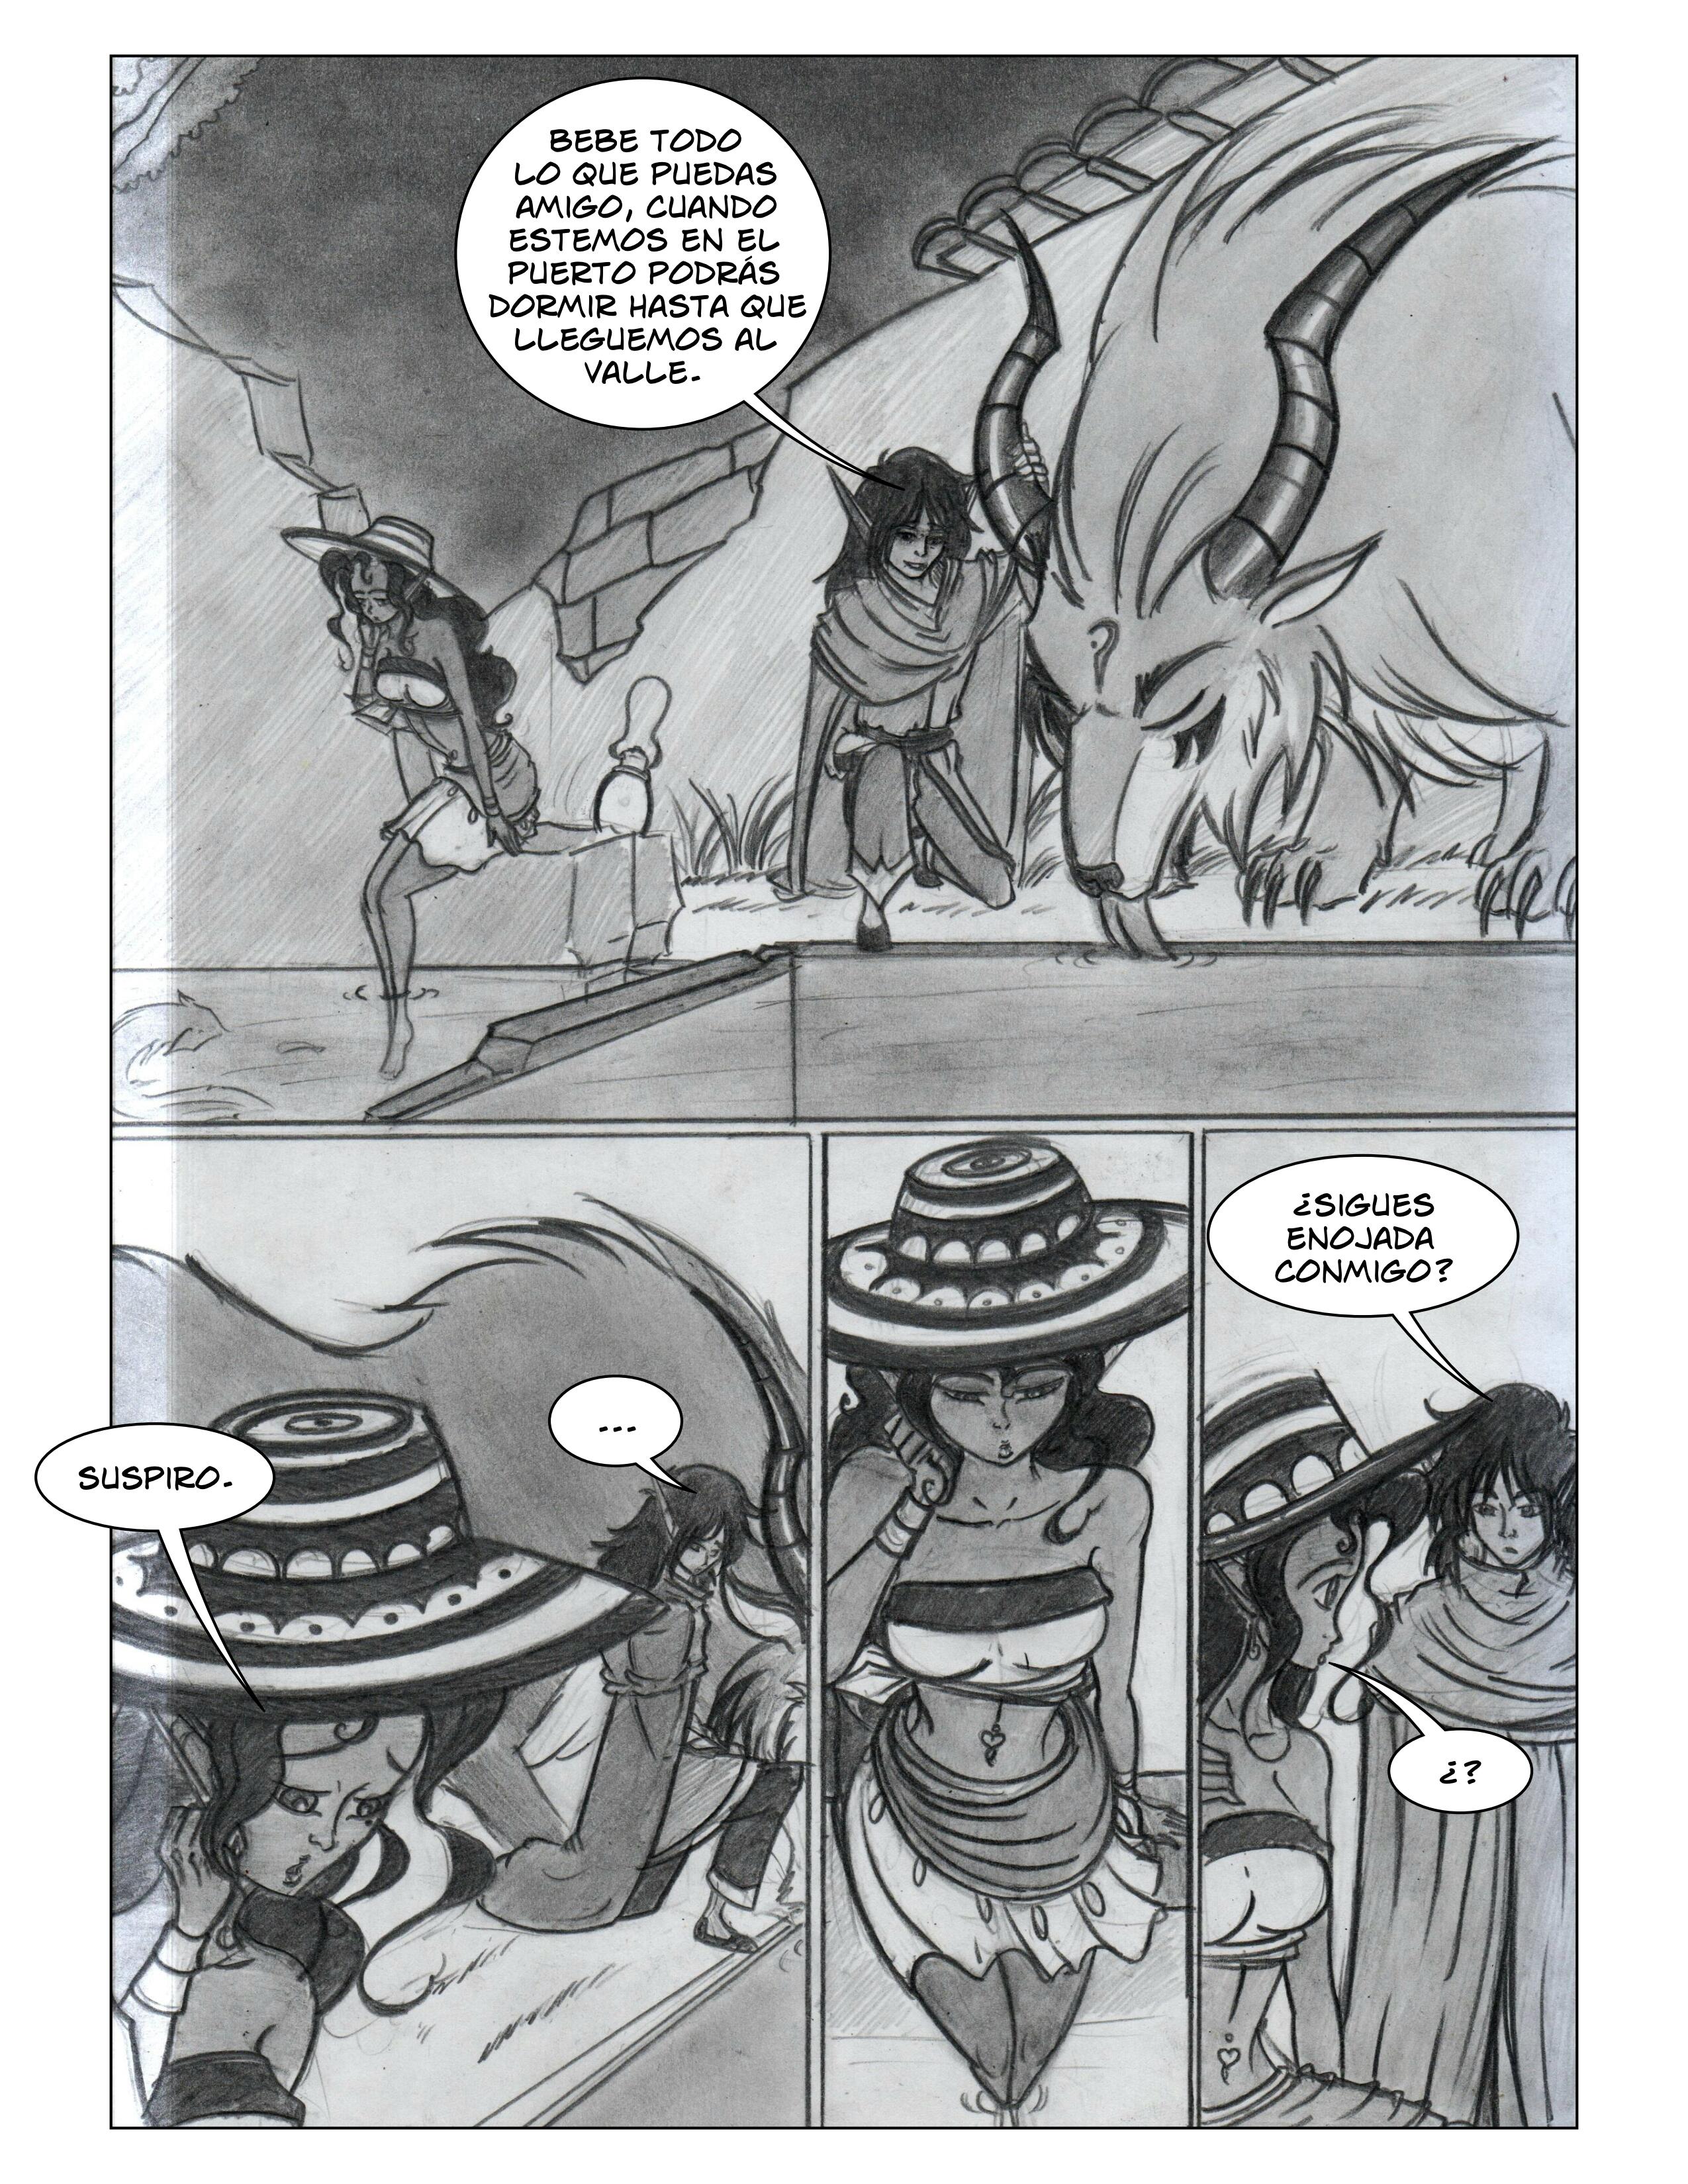 BEBE TODO
LO QUE PUEDAS
AMIGO, CUANDO
ESTEMOS EN EL
PUERTO PODRÁS
DORMIR HASTA QUE
LLEGUEMOS AL
VALLE.
SUSPIRO.
...
¿SIGUES
ENOJADA
CONMIGO?
¿?